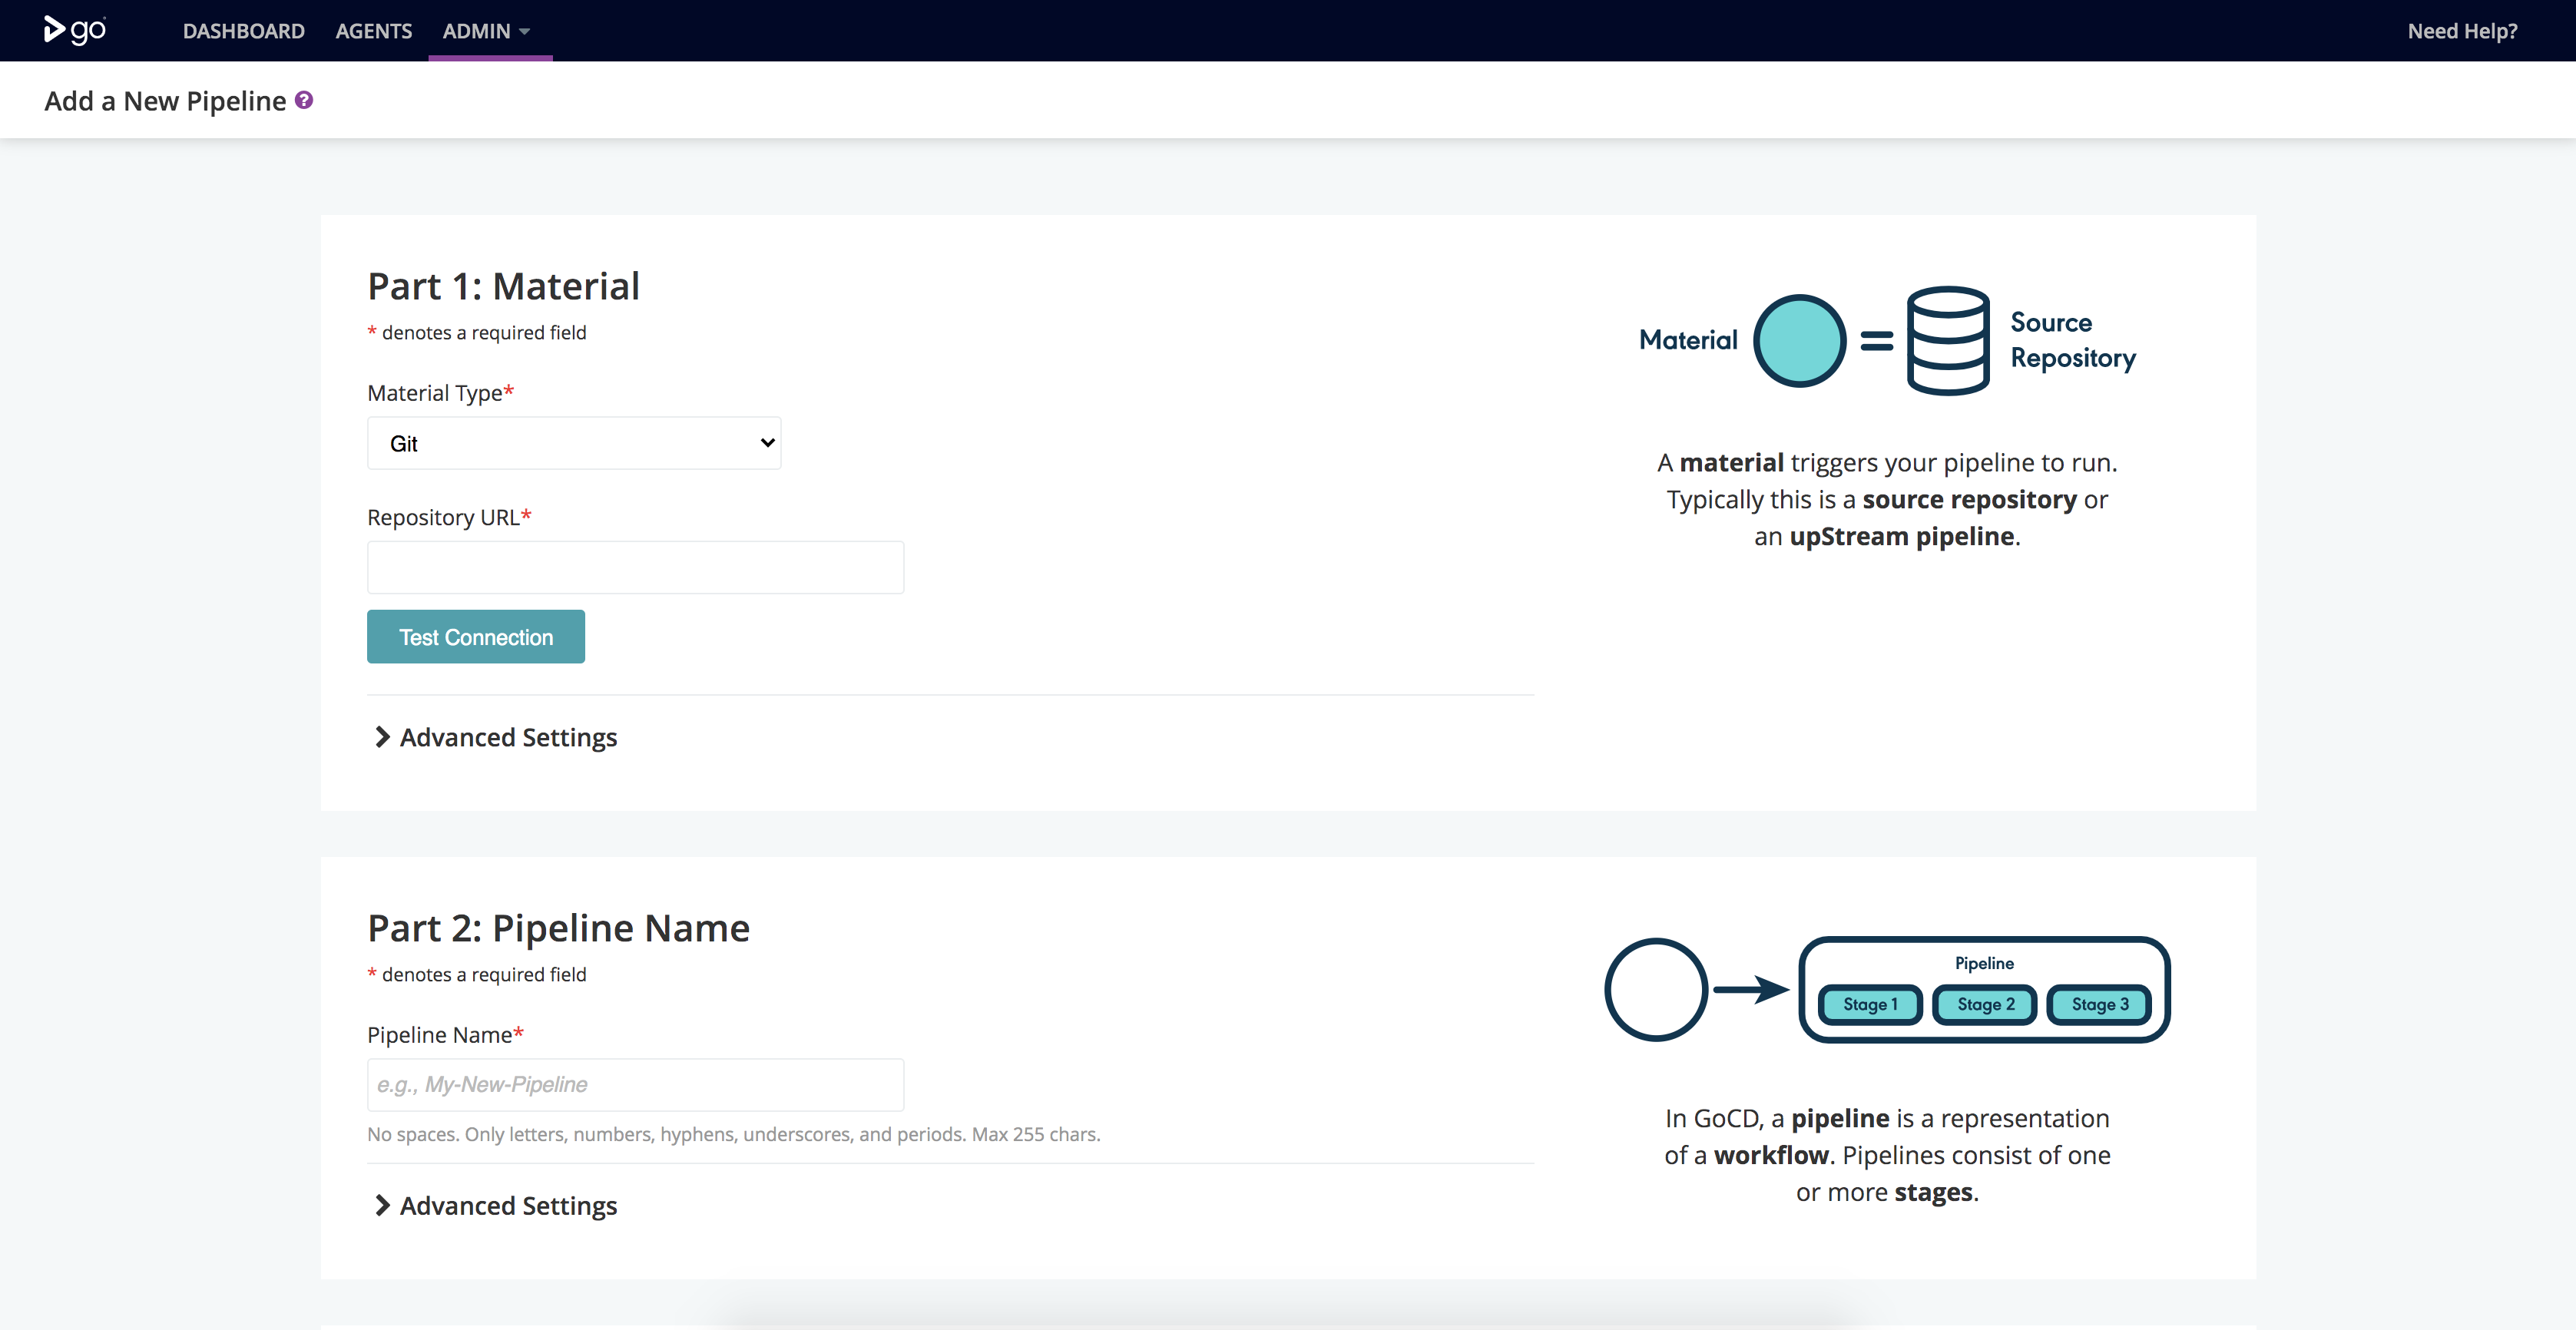 go
DASHBOARD AGENTS ADMIN
Need Help?
Add a New Pipeline ?
Part 1: Material
* denotes a required field
Material Type*
Git
Repository URL*
Test Connection
Advanced Settings
Material = Source
Repository
A material triggers your pipeline to run.
Typically this is a source repository or
an upStream pipeline.
Part 2: Pipeline Name
* denotes a required field
Pipeline Name*
e.g., My-New-Pipeline
No spaces. Only letters, numbers, hyphens, underscores, and periods. Max 255 chars.
Advanced Settings
Pipeline
Stage 1 Stage 2 Stage 3
In GoCD, a pipeline is a representation
of a workflow. Pipelines consist of one
or more stages.